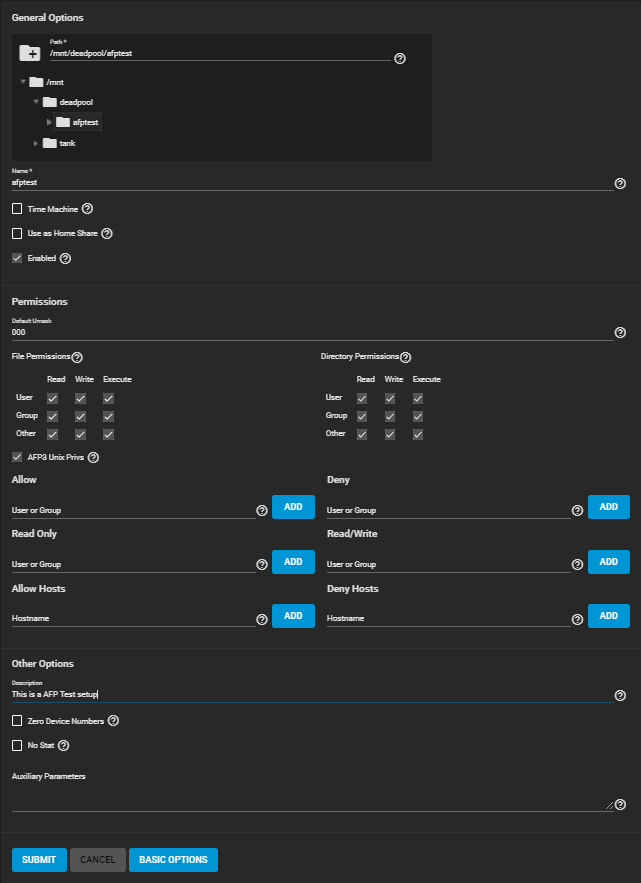 General Options
Path *
/mnt/deadpool/afptest
/mnt
deadpool
afptest
tank
Name *
afptest
Time Machine
Use as Home Share
Enabled
Permissions
Default Umask
000
File Permissions
Directory Permissions
Read Write Execute
Read Write Execute
User
User
Group
Group
Other
Other
AFP3 Unix Privs
Allow
Deny
User or Group
ADD
User or Group
ADD
Read Only
Read/Write
User or Group
ADD
User or Group
ADD
Allow Hosts
Deny Hosts
Hostname
ADD
Hostname
ADD
Other Options
Description
This is a AFP Test setup
Zero Device Numbers
No Stat
Auxiliary Parameters
SUBMIT CANCEL BASIC OPTIONS